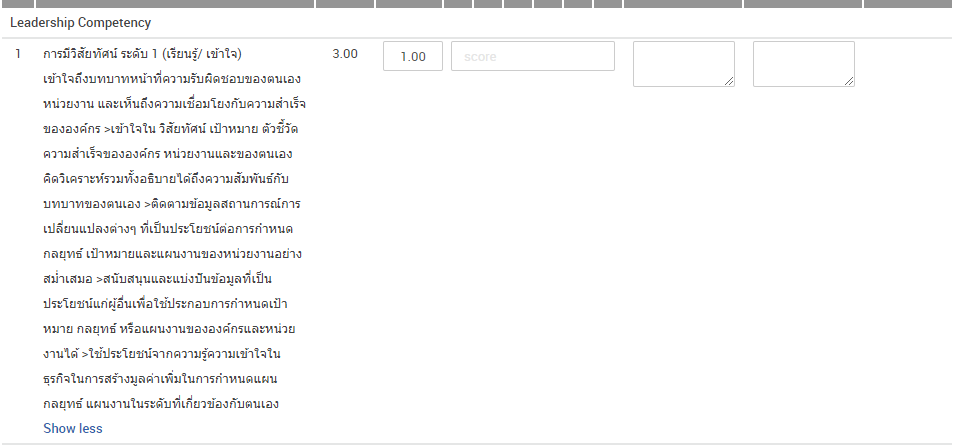 Leadership Competency
1 การมีวิสัยทัศน์ ระดับ 1 (เรียนรู้/ เข้าใจ) 3.00 1.00 score
เข้าใจถึงบทบาทหน้าที่ความรับผิดชอบของตนเอง
หน่วยงาน และเห็นถึงความเชื่อมโยงกับความสำเร็จ
ขององค์กร >เข้าใจใน วิสัยทัศน์ เป้าหมาย ตัวชี้วัด
ความสำเร็จขององค์กร หน่วยงานและของตนเอง
คิดวิเคราะห์รวมทั้งอธิบายได้ถึงความสัมพันธ์กับ
บทบาทของตนเอง >ติดตามข้อมูลสถานการณ์การ
เปลี่ยนแปลงต่างๆ ที่เป็นประโยชน์ต่อการกำหนด
กลยุทธ์ เป้าหมายและแผนงานของหน่วยงานอย่าง
สม่ำเสมอ >สนับสนุนและแบ่งปันข้อมูลที่เป็น
ประโยชน์แก่ผู้อื่นเพื่อใช้ประกอบการกำหนดเป้า
หมาย กลยุทธ์ หรือแผนงานขององค์กรและหน่วย
งานได้ >ใช้ประโยชน์จากความรู้ความเข้าใจใน
ธุรกิจในการสร้างมูลค่าเพิ่มในการกำหนดแผน
กลยุทธ์ แผนงานในระดับที่เกี่ยวข้องกับตนเอง
Show less